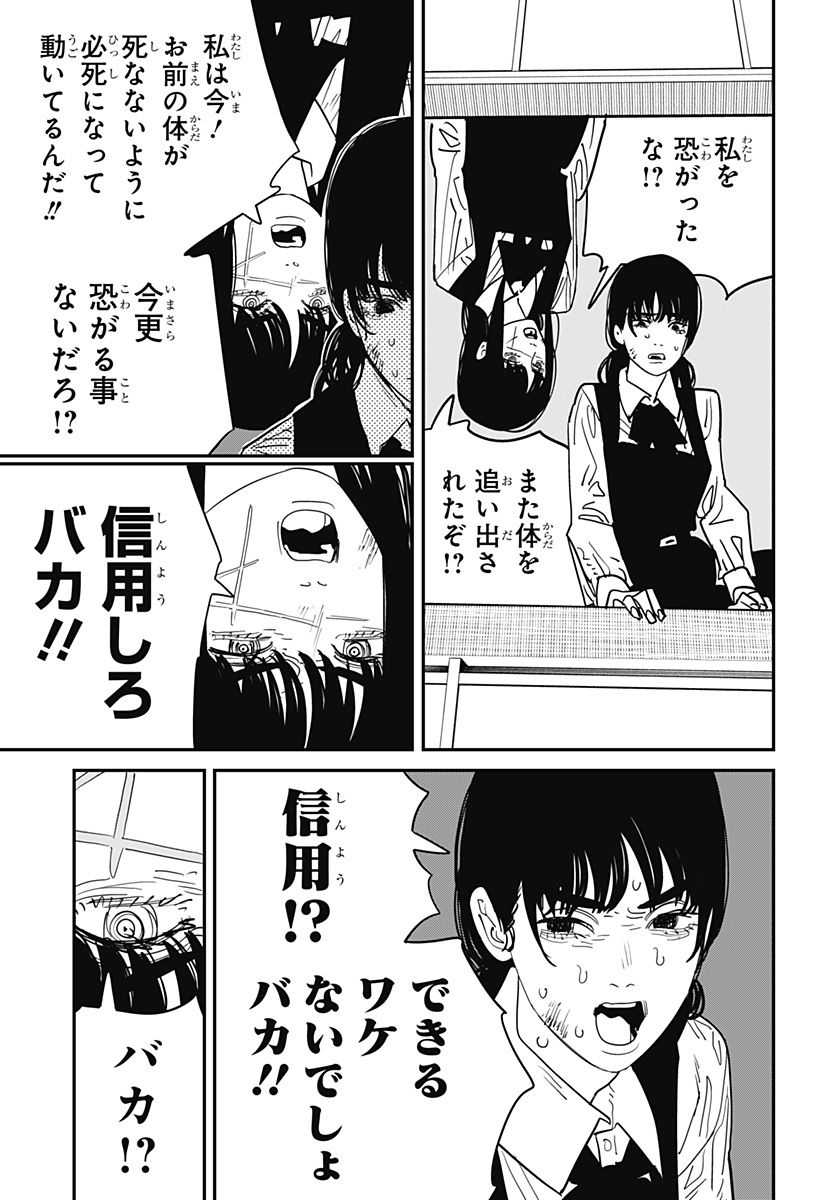 私を
恐がった
な!?
また体を
追い出さ
れたぞ!?
私は今!
お前の体が
死なないように
必死になって
動いてるんだ!!
今更
恐がる事
ないだろ!?
信用しろ
バカ!!
信用!?
できる
ワケ
ないでしょ
バカ!!
バカ!?